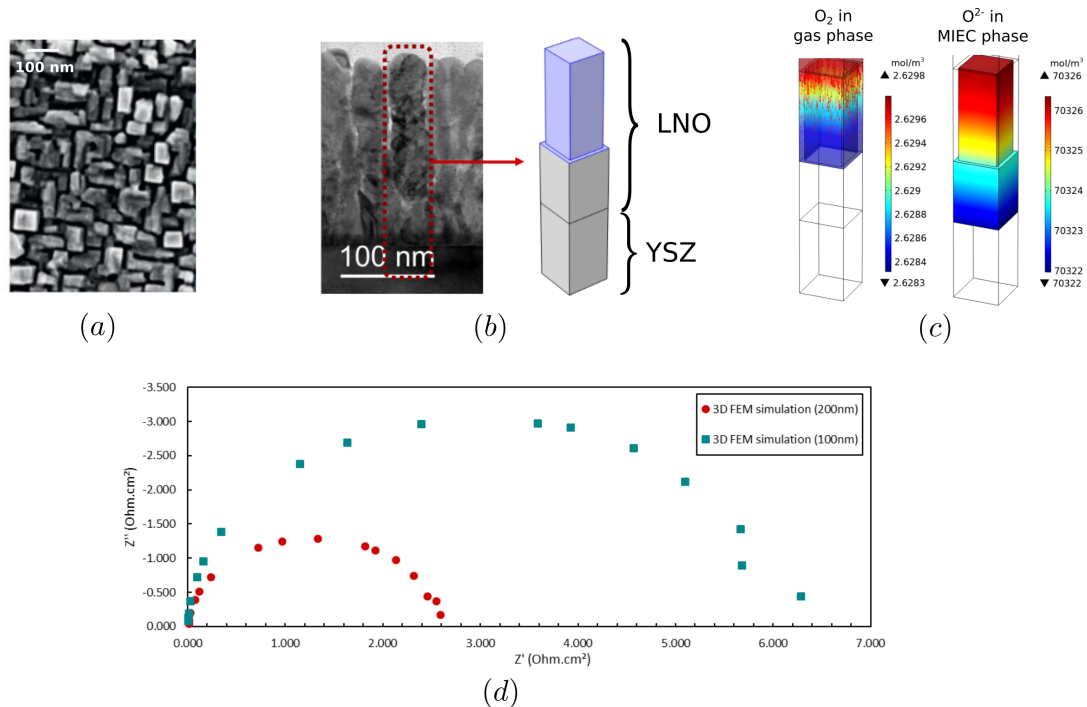 100 nm
(a)
100 nm
LNO
YSZ
(b)
O₂ in
gas phase
mol/m³
2.6298
2.6296
2.6294
2.6292
2.629
2.6288
2.6286
2.6284
2.6283
O²⁻ in
MIEC phase
mol/m³
70326
70326
70325
70324
70323
70322
70322
(c)
-3.500
-3.000
-2.500
-2.000
-1.500
-1.000
-0.500
0.000
Z'' (Ohm.cm²)
3D FEM simulation (200nm)
3D FEM simulation (100nm)
0.000 1.000 2.000 3.000 4.000 5.000 6.000 7.000
Z' (Ohm.cm²)
(d)